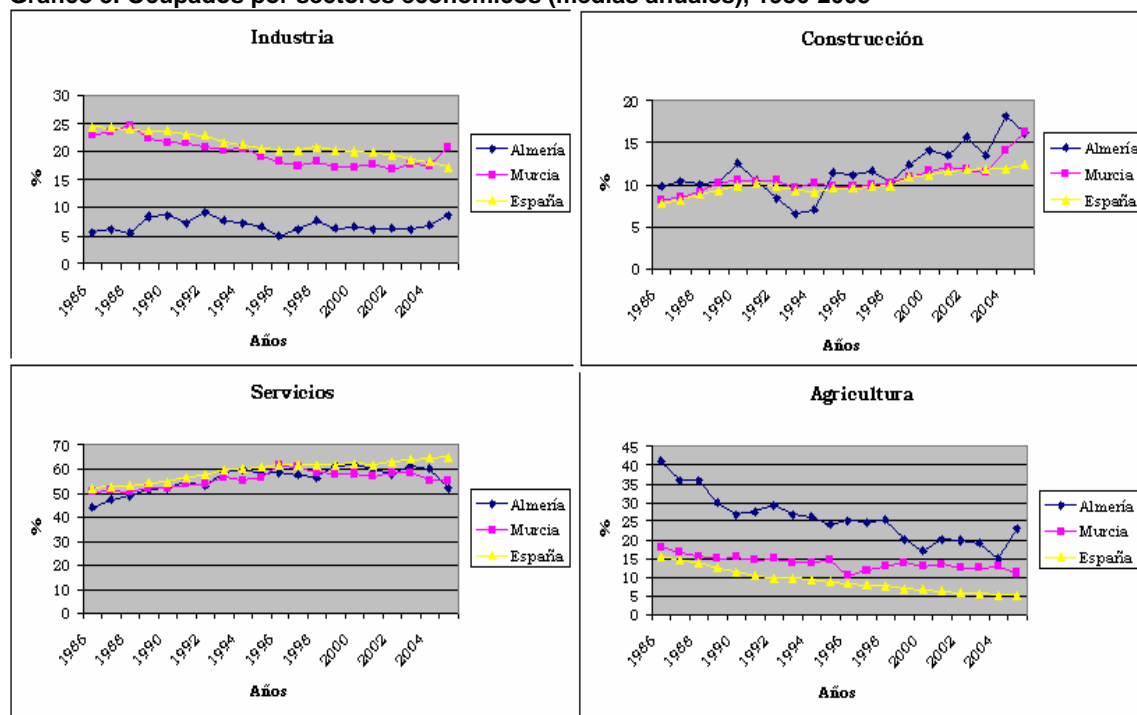 Gráfico Ocupados por sectores económicos (medias anuales), 1986-2005
Industria
30
25
20
15
10
5
0
%
1986 1988 1990 1992 1994 1996 1998 2000 2002 2004
Años
Almería
Murcia
España
Construcción
20
15
10
5
0
%
1986 1988 1990 1992 1994 1996 1998 2000 2002 2004
Años
Almería
Murcia
España
Servicios
70
60
50
40
30
20
10
0
%
1986 1988 1990 1992 1994 1996 1998 2000 2002 2004
Años
Almería
Murcia
España
Agricultura
45
40
35
30
25
20
15
10
5
0
%
1986 1988 1990 1992 1994 1996 1998 2000 2002 2004
Años
Almería
Murcia
España